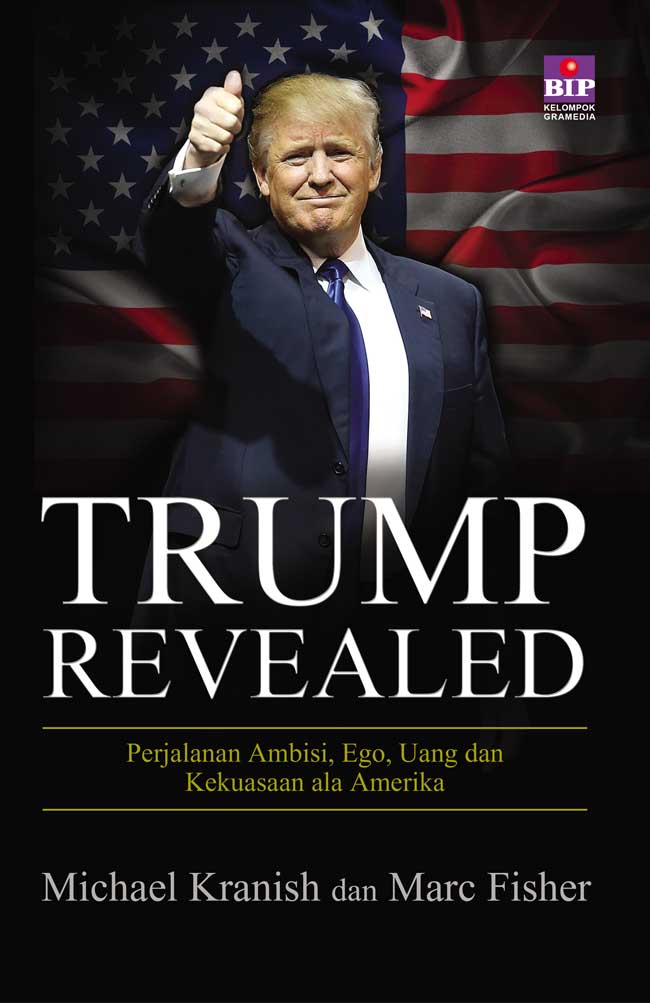 BIP
KELOMPOK
GRAMEDIA
TRUMP
REVEALED
Perjalanan Ambisi, Ego, Uang dan
Kekuasaan ala Amerika
Michael Kranish dan Marc Fisher